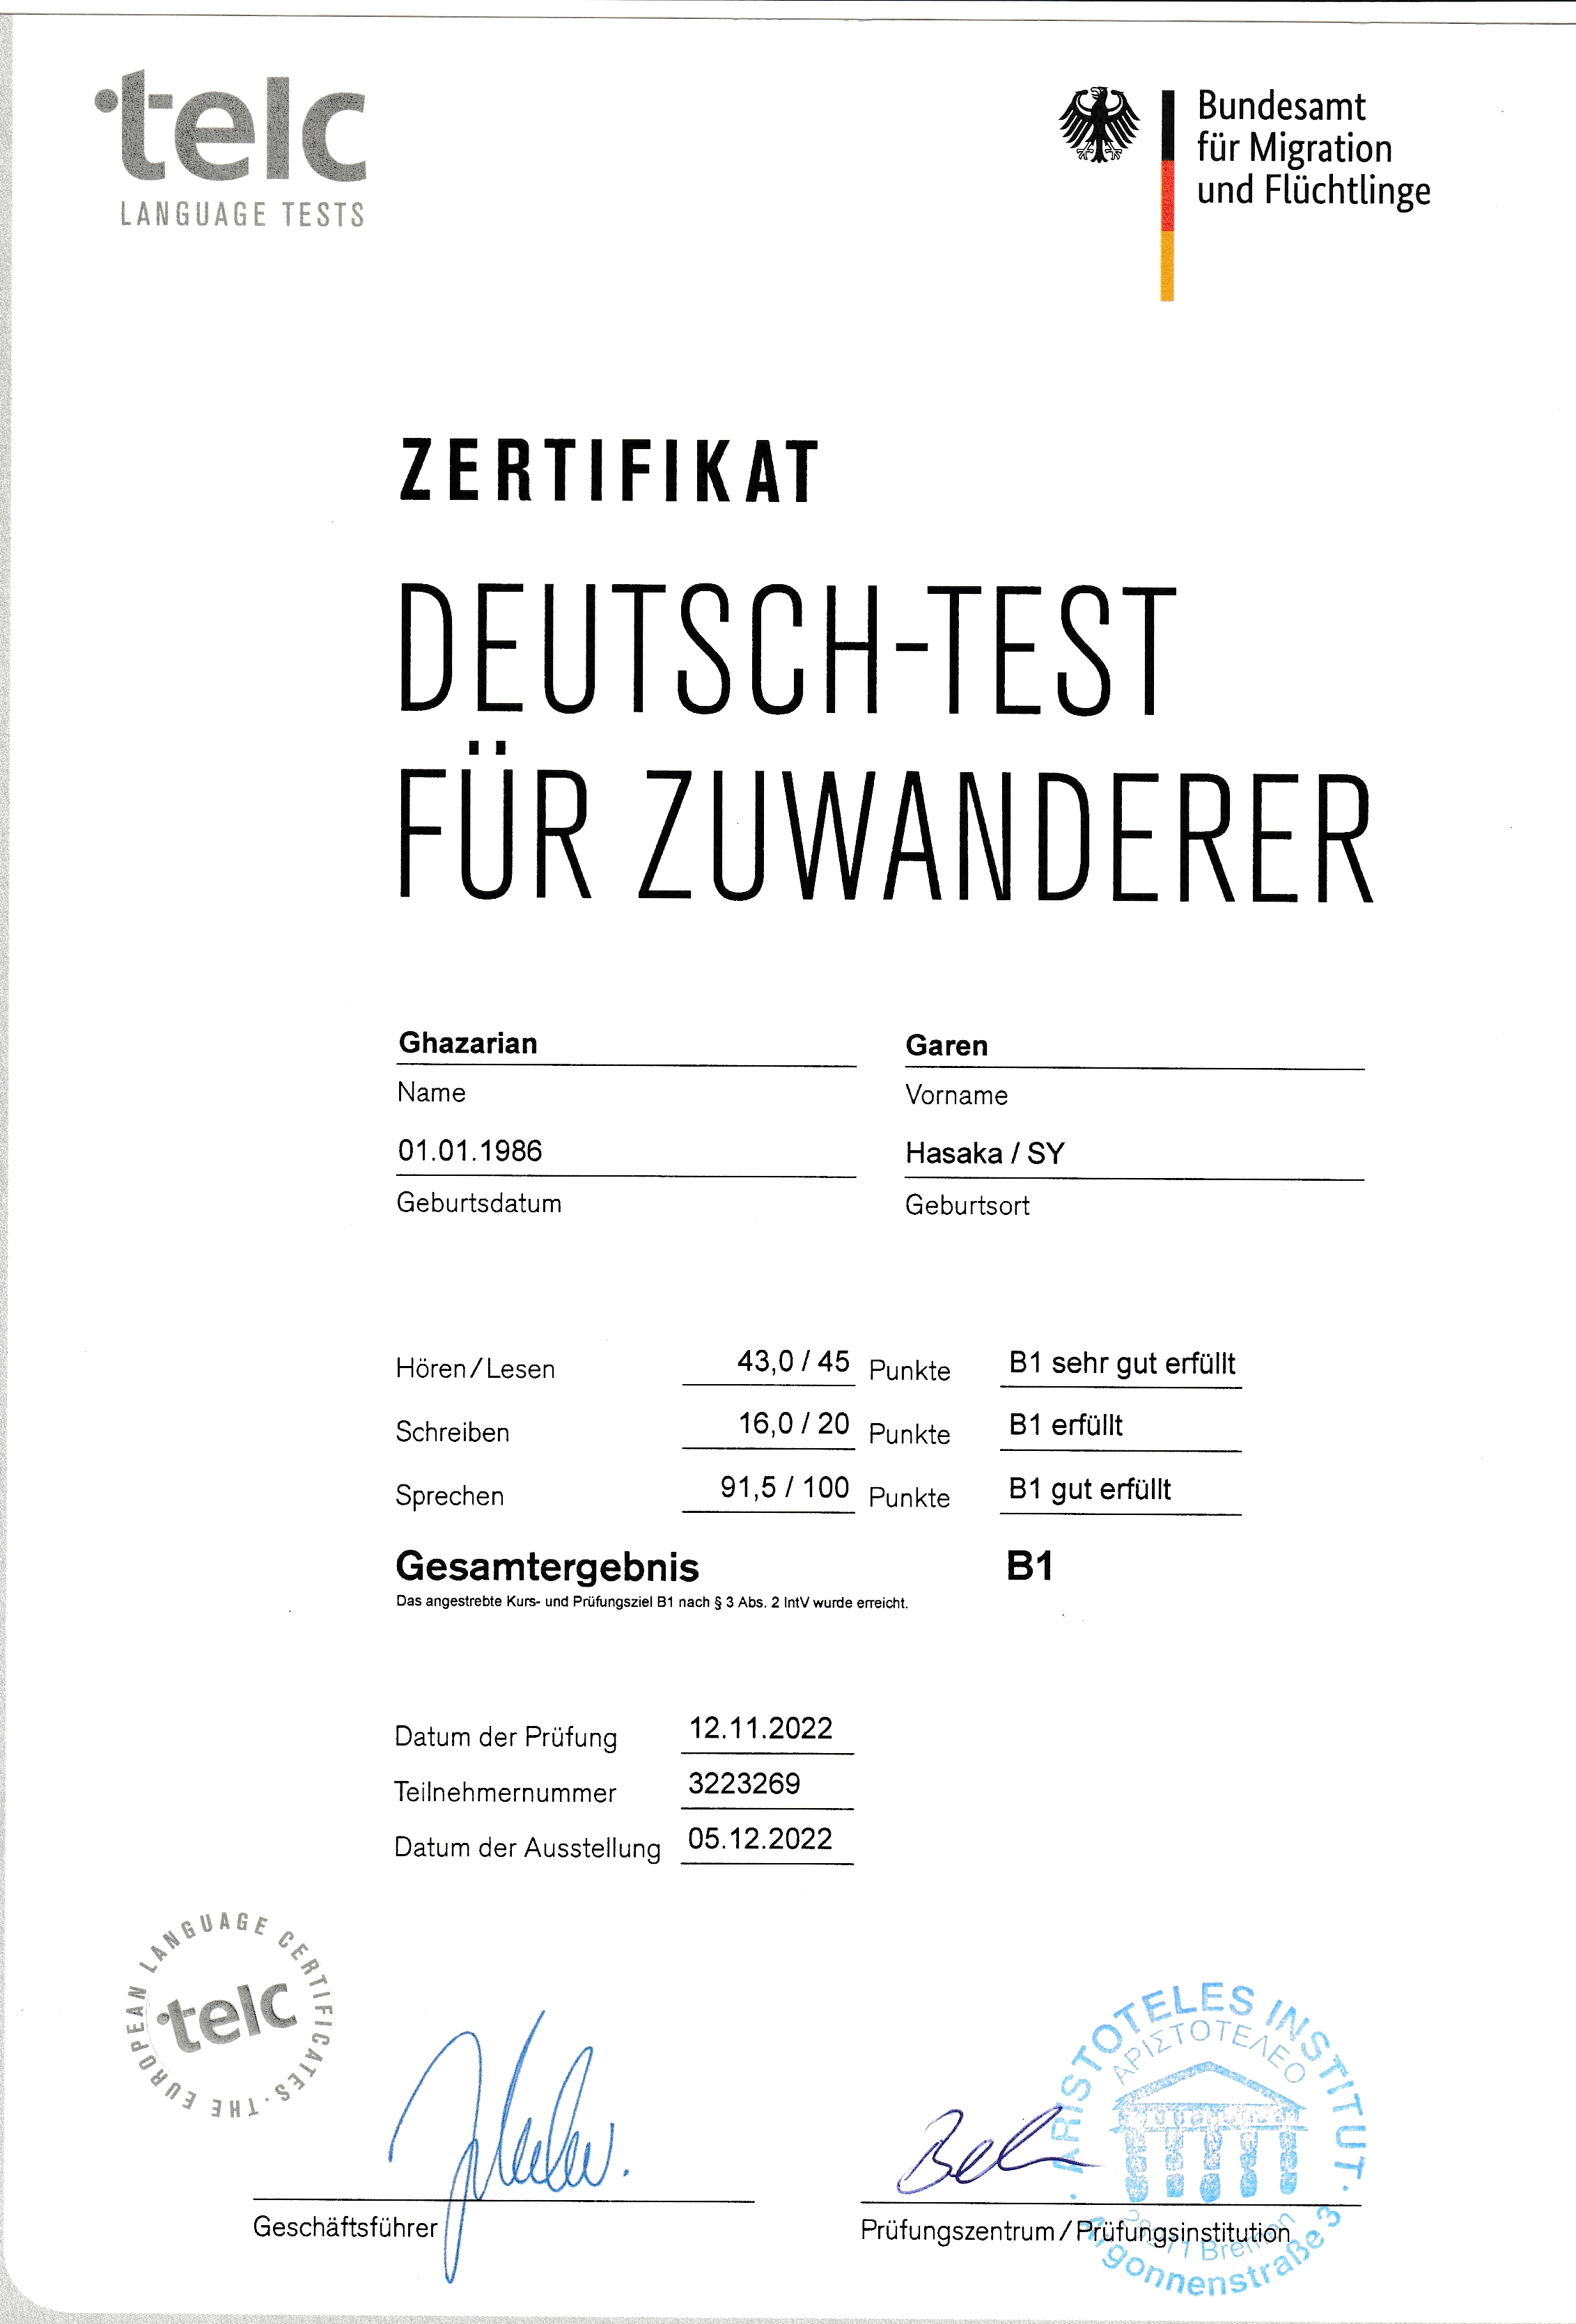 telc
LANGUAGE TESTS
Bundesamt
für Migration
und Flüchtlinge
ZERTIFIKAT
DEUTSCH-TEST
FÜR ZUWANDERER
Ghazarian
Garen
Name
Vorname
01.01.1986
Hasaka / SY
Geburtsdatum
Geburtsort
Hören / Lesen 43,0 / 45 Punkte B1 sehr gut erfüllt
Schreiben 16,0 / 20 Punkte B1 erfüllt
Sprechen 91,5 / 100 Punkte B1 gut erfüllt
Gesamtergebnis B1
Das angestrebte Kurs- und Prüfungsziel B1 nach § 3 Abs. 2 IntV wurde erreicht.
Datum der Prüfung 12.11.2022
Teilnehmernummer 3223269
Datum der Ausstellung 05.12.2022
THE EUROPEAN LANGUAGE CERTIFICATES ·
telc
ARISTOTELES INSTITUT ·
ΑΡΙΣΤΟΤΕΛΕΟ
Bremen
Argonnenstraße 3
Geschäftsführer
Prüfungszentrum / Prüfungsinstitution